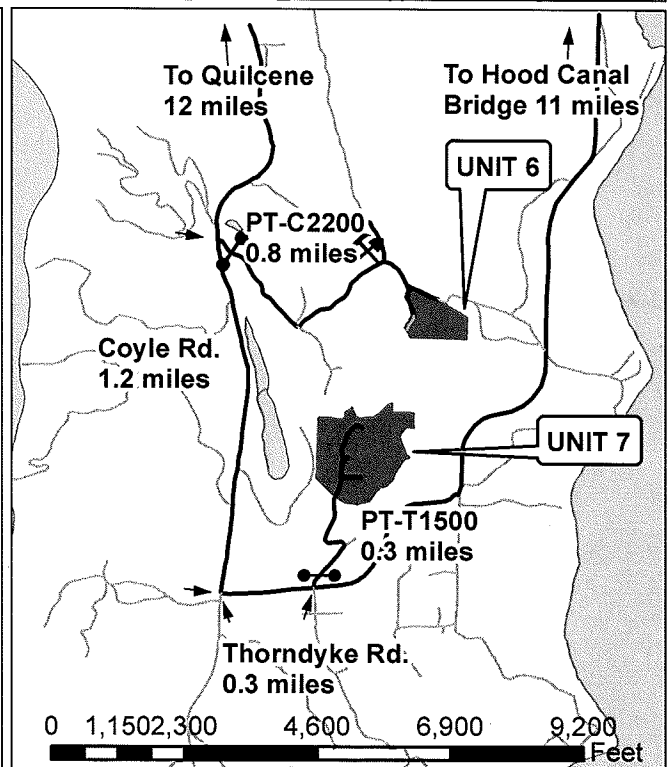 To Quilcene
12 miles
To Hood Canal
Bridge 11 miles
UNIT 6
PT-C2200
0.8 miles
Coyle Rd.
1.2 miles
UNIT 7
PT-T1500
0.3 miles
Thorndyke Rd.
0.3 miles
0 1,150 2,300 4,600 6,900 9,200
Feet